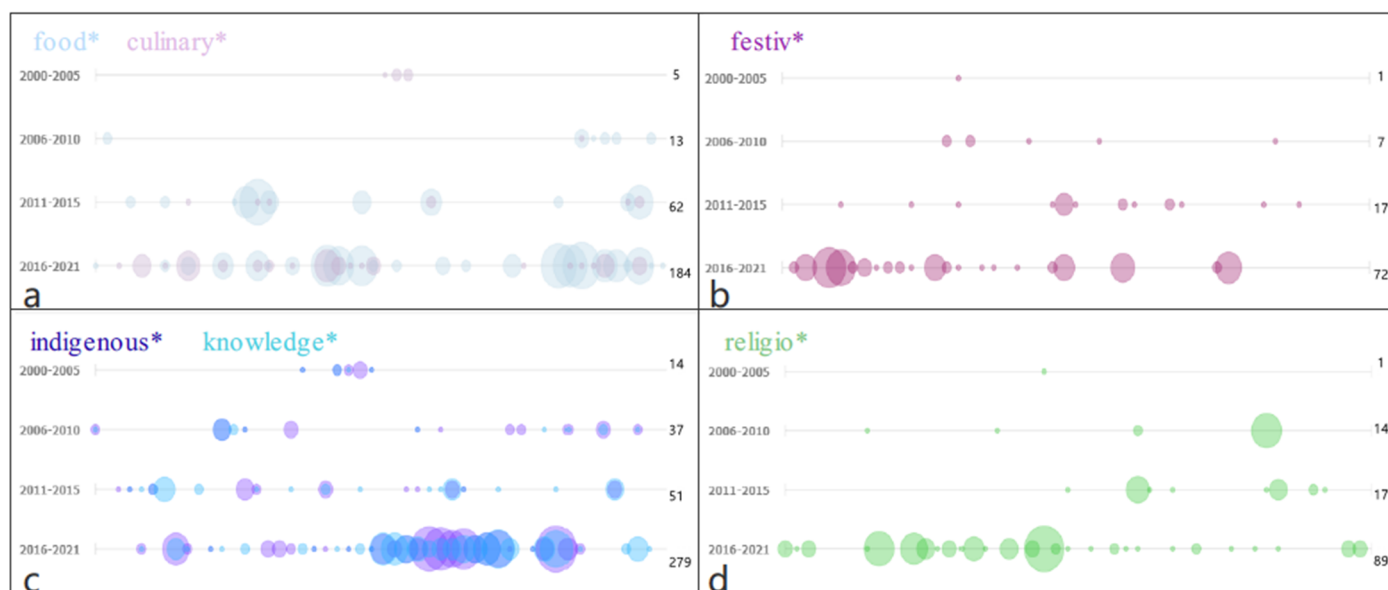 food* culinary*
2000-2005 5
2006-2010 13
2011-2015 62
2016-2021 184
a
festiv*
2000-2005 1
2006-2010 7
2011-2015 17
2016-2021 72
b
indigenous* knowledge*
2000-2005 14
2006-2010 37
2011-2015 51
2016-2021 279
c
religio*
2000-2005 1
2006-2010 14
2011-2015 17
2016-2021 89
d